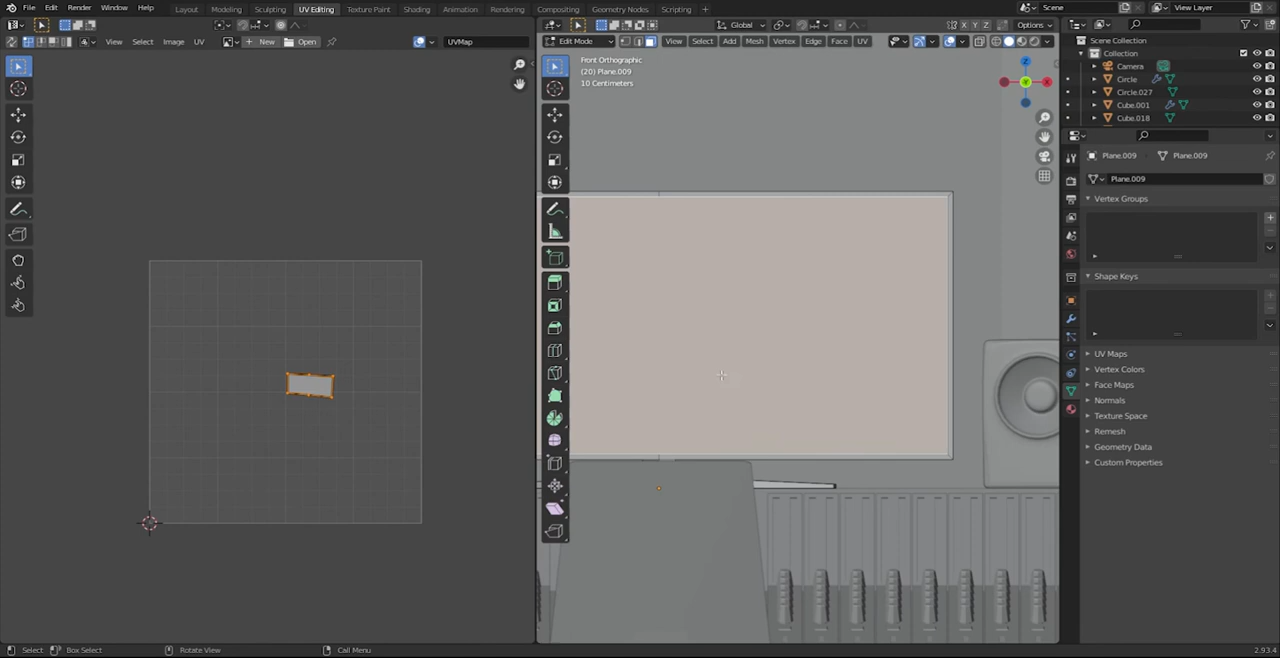 File Edit Render Window Help Layout Modeling Sculpting UV Editing Texture Paint Shading Animation Rendering Compositing Geometry Nodes Scripting + Scene View Layer
Global Options
View Select Image UV New Open UVMap Edit Mode View Select Add Mesh Vertex Edge Face UV
X Y Z
Front Orthographic
(20) Plane.009
10 Centimeters
Scene Collection
Collection
Camera
Circle
Circle.027
Cube.001
Cube.018
Plane.009 Plane.009
Plane.009
Vertex Groups
Shape Keys
UV Maps
Vertex Colors
Face Maps
Normals
Texture Space
Remesh
Geometry Data
Custom Properties
Select Box Select Rotate View Call Menu 2.93.4